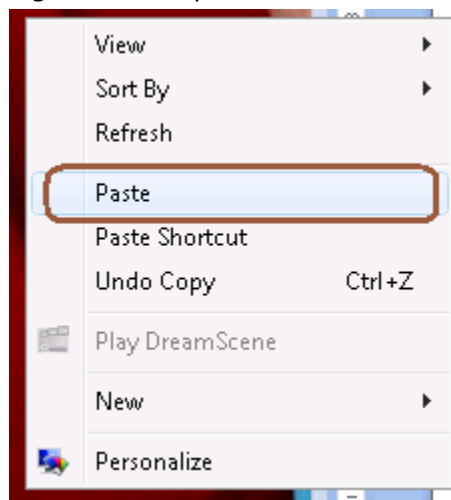 View
Sort By
Refresh
Paste
Paste Shortcut
Undo Copy Ctrl+Z
Play DreamScene
New
Personalize